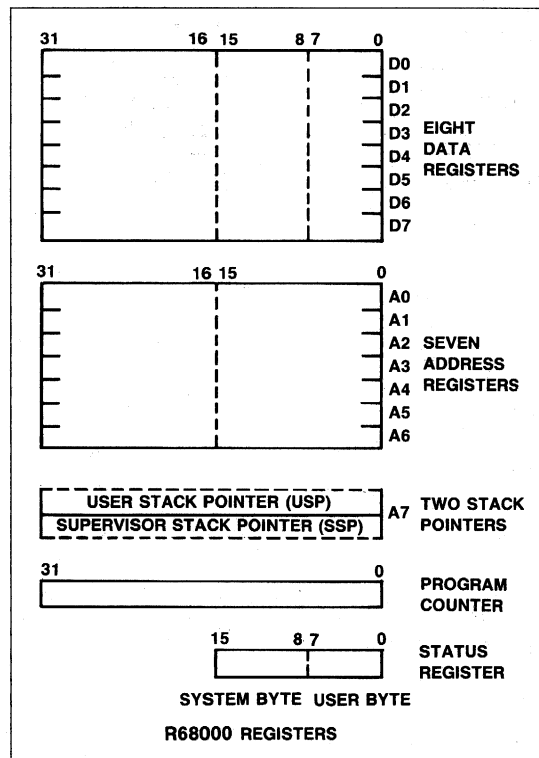 31 16 15 8 7 0
D0
D1
D2
D3 EIGHT
D4 DATA
D5 REGISTERS
D6
D7
31 16 15 0
A0
A1
A2 SEVEN
A3 ADDRESS
A4 REGISTERS
A5
A6
USER STACK POINTER (USP)
SUPERVISOR STACK POINTER (SSP)
A7 TWO STACK
POINTERS
31 0
PROGRAM
COUNTER
15 8 7 0
STATUS
REGISTER
SYSTEM BYTE USER BYTE
R68000 REGISTERS